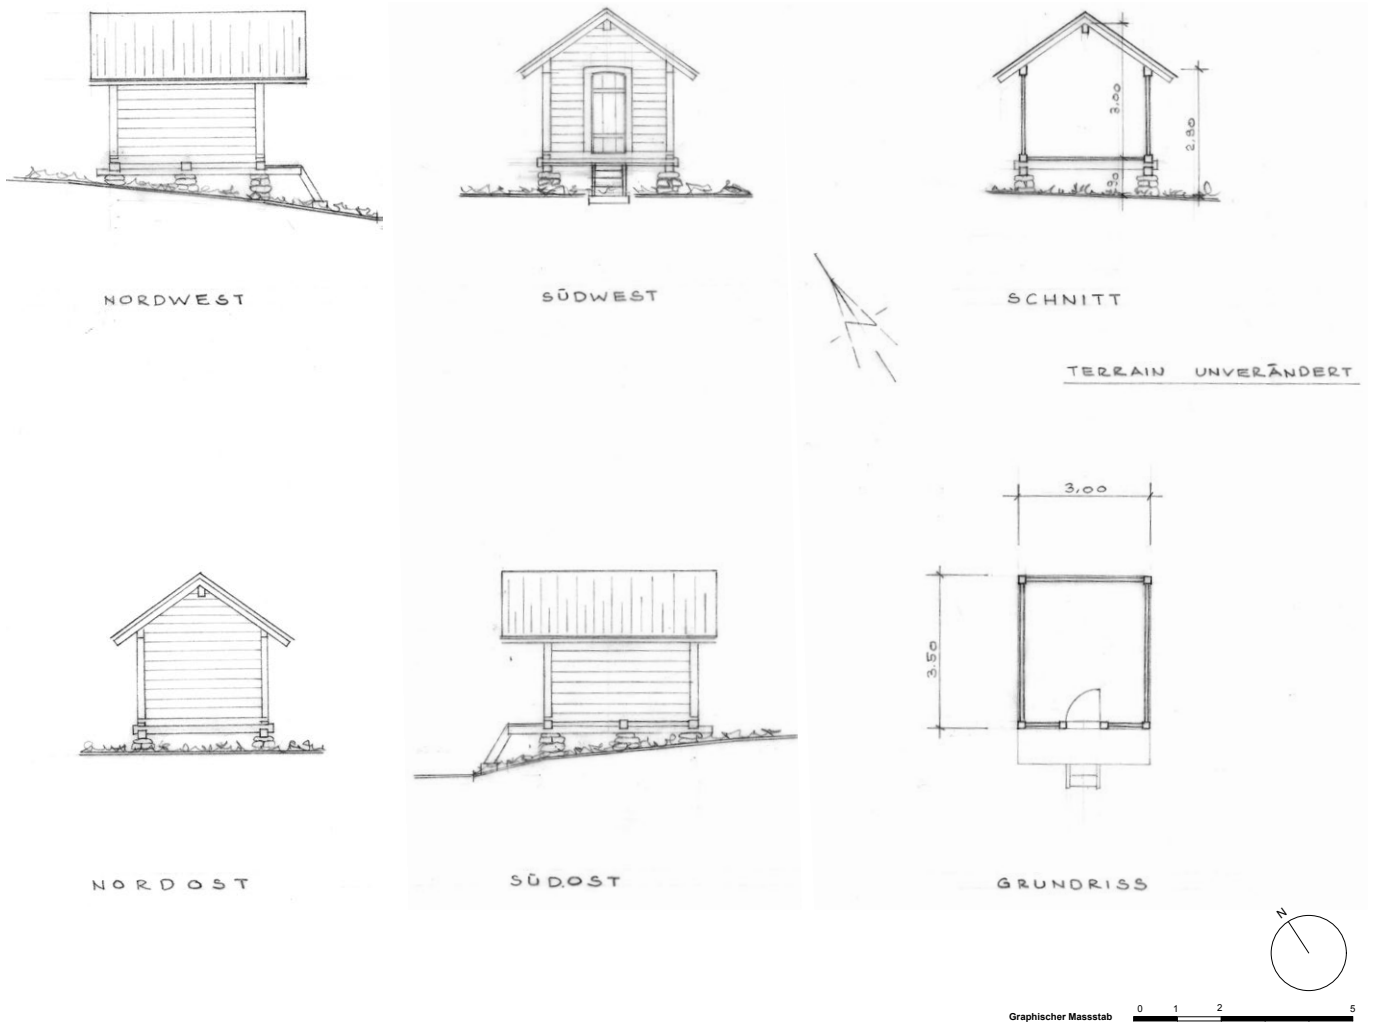 3.00
2.80
.90
NORDWEST
SÜDWEST
SCHNITT
TERRAIN UNVERÄNDERT
3.00
3.50
NORDOST
SÜDOST
GRUNDRISS
N
Graphischer Massstab 0 1 2 5